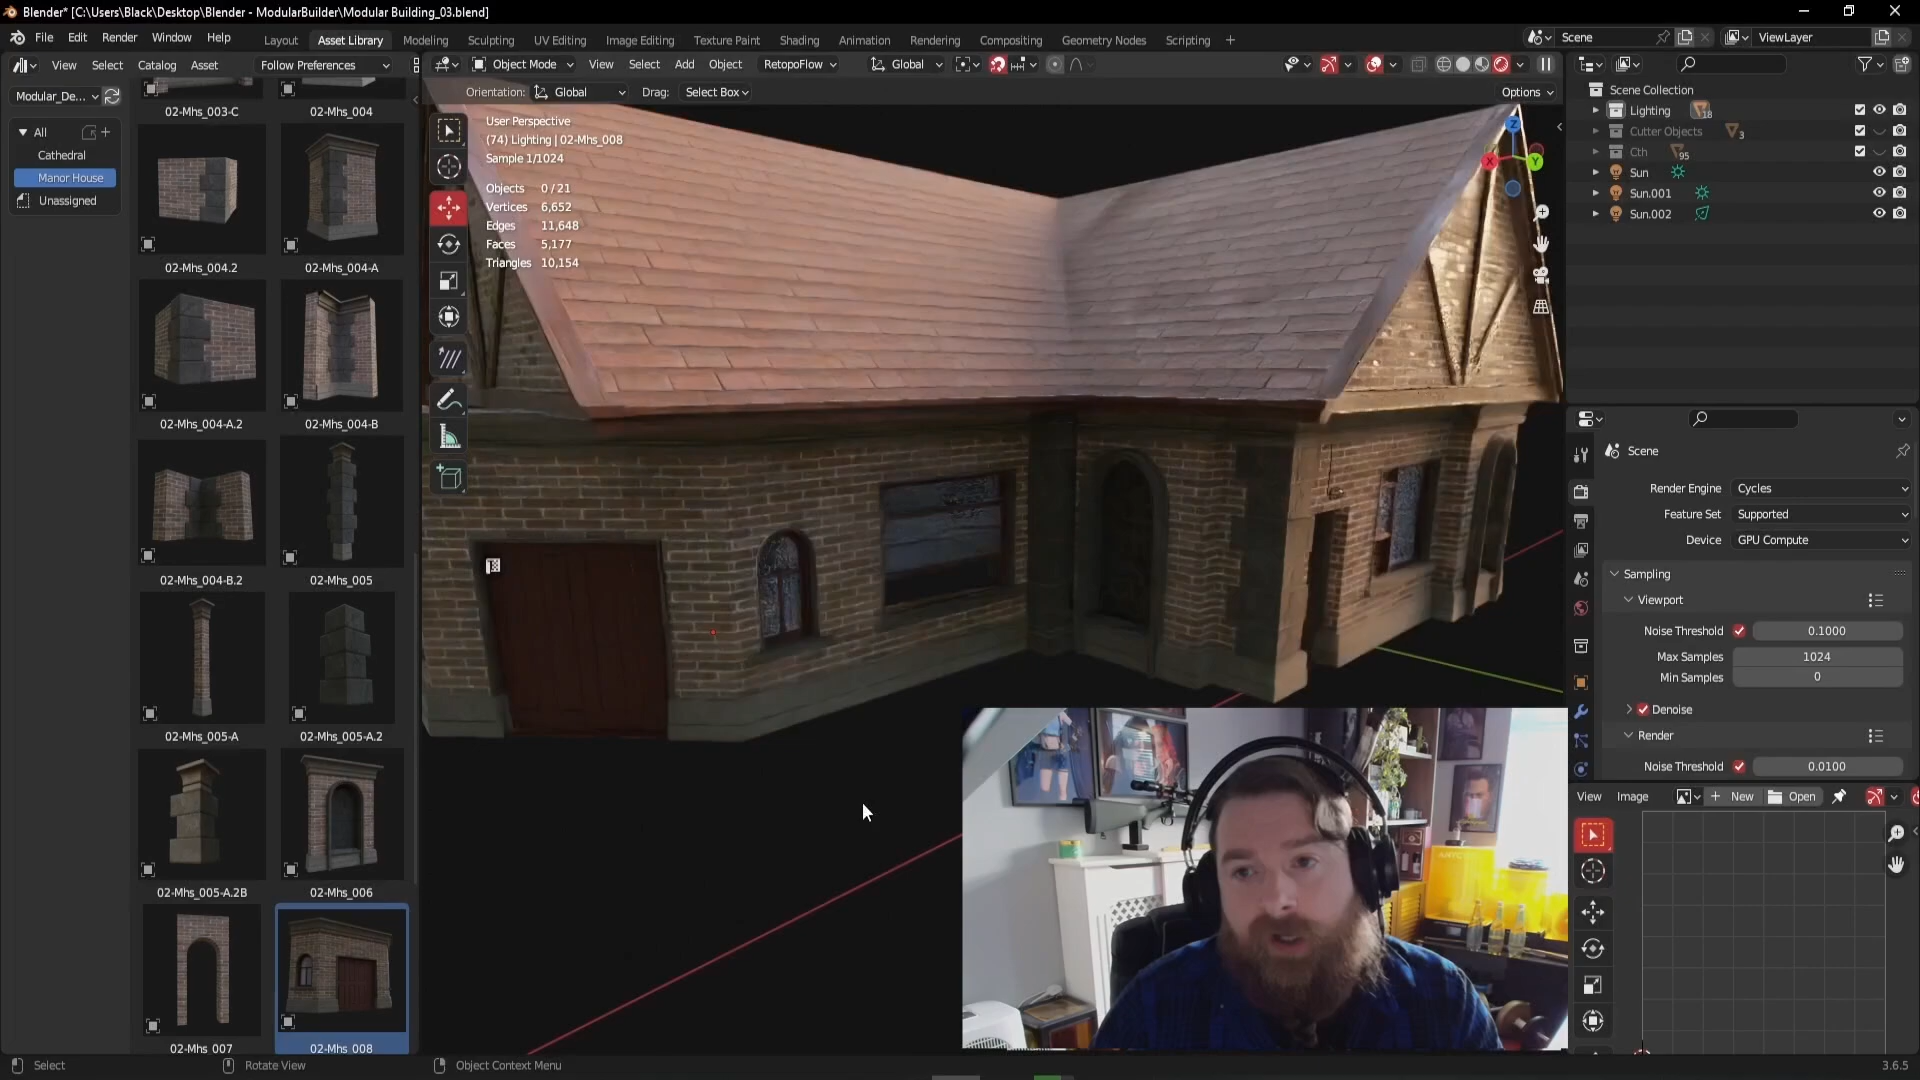 Blender* [C:\Users\Black\Desktop\Blender - ModularBuilder\Modular Building_03.blend]
File Edit Render Window Help Layout Asset Library Modeling Sculpting UV Editing Image Editing Texture Paint Shading Animation Rendering Compositing Geometry Nodes Scripting + Scene ViewLayer
View Select Catalog Asset Follow Preferences Object Mode View Select Add Object RetopoFlow Global
Orientation: Global Drag: Select Box Options
Modular_De...
All
Cathedral
Manor House
Unassigned
02-Mhs_003-C
02-Mhs_004
02-Mhs_004.2
02-Mhs_004-A
02-Mhs_004-A.2
02-Mhs_004-B
02-Mhs_004-B.2
02-Mhs_005
02-Mhs_005-A
02-Mhs_005-A.2
02-Mhs_005-A.2B
02-Mhs_006
02-Mhs_007
02-Mhs_008
User Perspective
(74) Lighting | 02-Mhs_008
Sample 1/1024
Objects 0 / 21
Vertices 6,652
Edges 11,648
Faces 5,177
Triangles 10,154
Z
X
Y
Scene Collection
Lighting 18
Cutter Objects 3
Cth 95
Sun
Sun.001
Sun.002
Scene
Render Engine Cycles
Feature Set Supported
Device GPU Compute
Sampling
Viewport
Noise Threshold 0.1000
Max Samples 1024
Min Samples 0
Denoise
Render
Noise Threshold 0.0100
View Image + New Open
Select Rotate View Object Context Menu 3.6.5